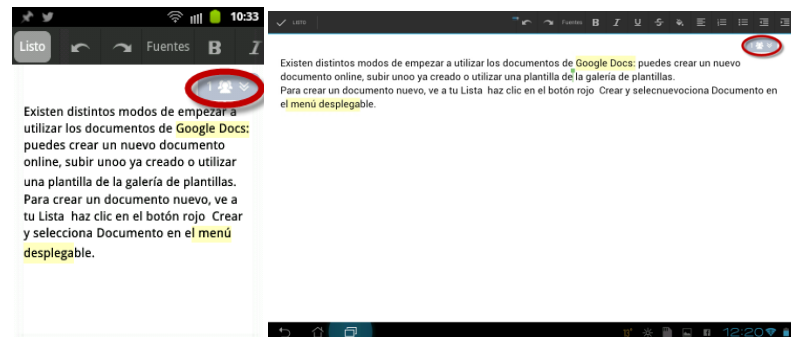 10:33
Listo Fuentes B I
1
Existen distintos modos de empezar a
utilizar los documentos de Google Docs:
puedes crear un nuevo documento
online, subir unoo ya creado o utilizar
una plantilla de la galería de plantillas.
Para crear un documento nuevo, ve a
tu Lista haz clic en el botón rojo Crear
y selecciona Documento en el menú
desplegable.
LISTO Fuentes B I U S
Existen distintos modos de empezar a utilizar los documentos de Google Docs: puedes crear un nuevo
documento online, subir unoo ya creado o utilizar una plantilla de la galería de plantillas.
Para crear un documento nuevo, ve a tu Lista haz clic en el botón rojo Crear y selecnuevociona Documento en
el menú desplegable.
12:20